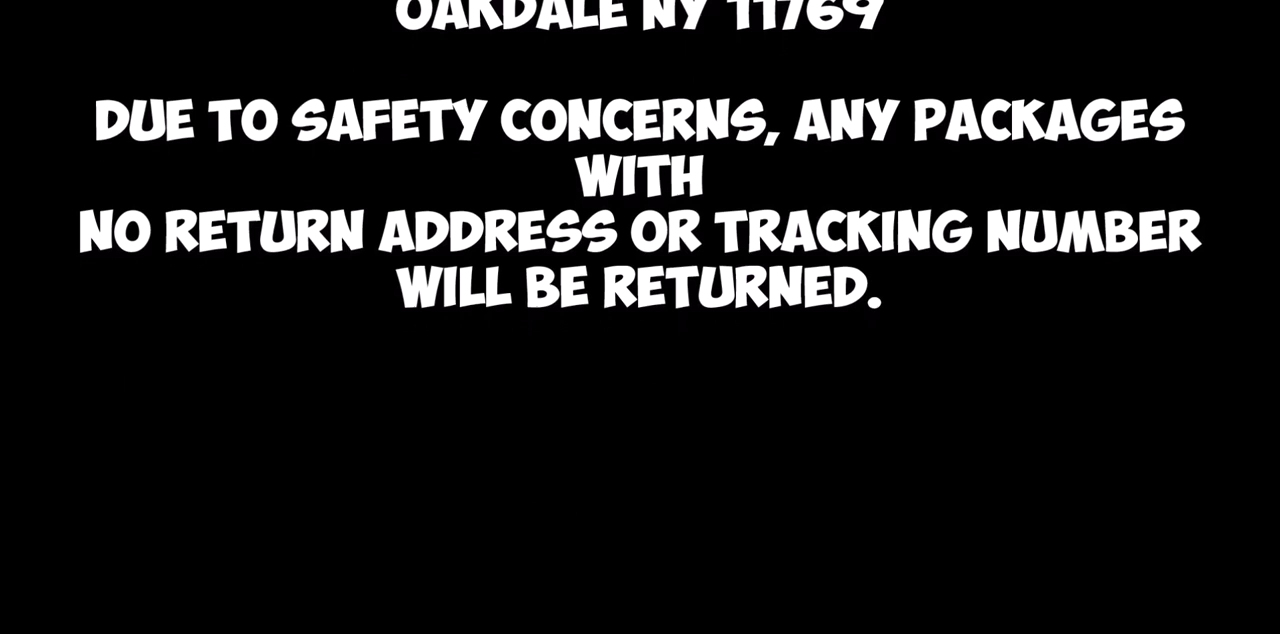 OAKDALE NY 11769
DUE TO SAFETY CONCERNS, ANY PACKAGES
WITH
NO RETURN ADDRESS OR TRACKING NUMBER
WILL BE RETURNED.